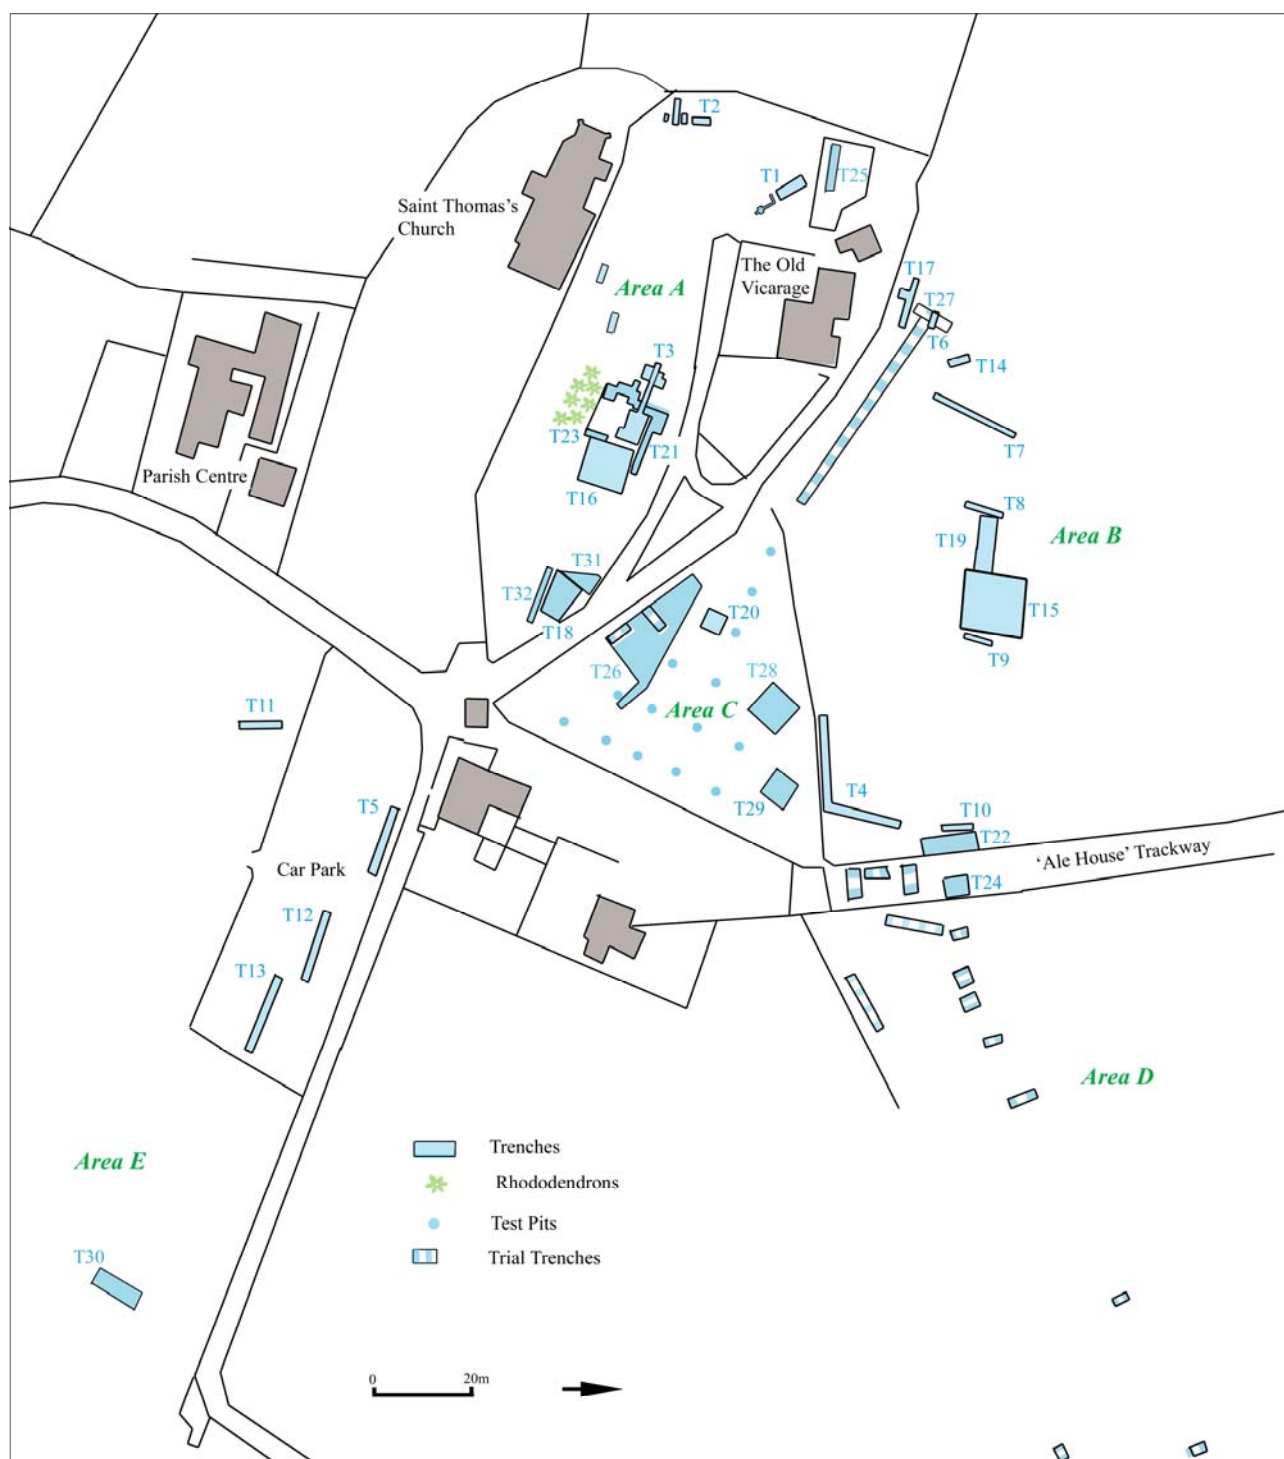 T2
T1
T25
Saint Thomas's
Church
The Old
Vicarage
Area A
T17
T27
T6
T3
T14
T23
T21
T7
Parish Centre
T16
T8
T19
Area B
T31
T32
T20
T15
T18
T9
T26
T28
T11
Area C
T4
T29
T5
T10
T22
'Ale House' Trackway
Car Park
T24
T12
T13
Area D
Trenches
Area E
Rhododendrons
Test Pits
T30
Trial Trenches
0 20m